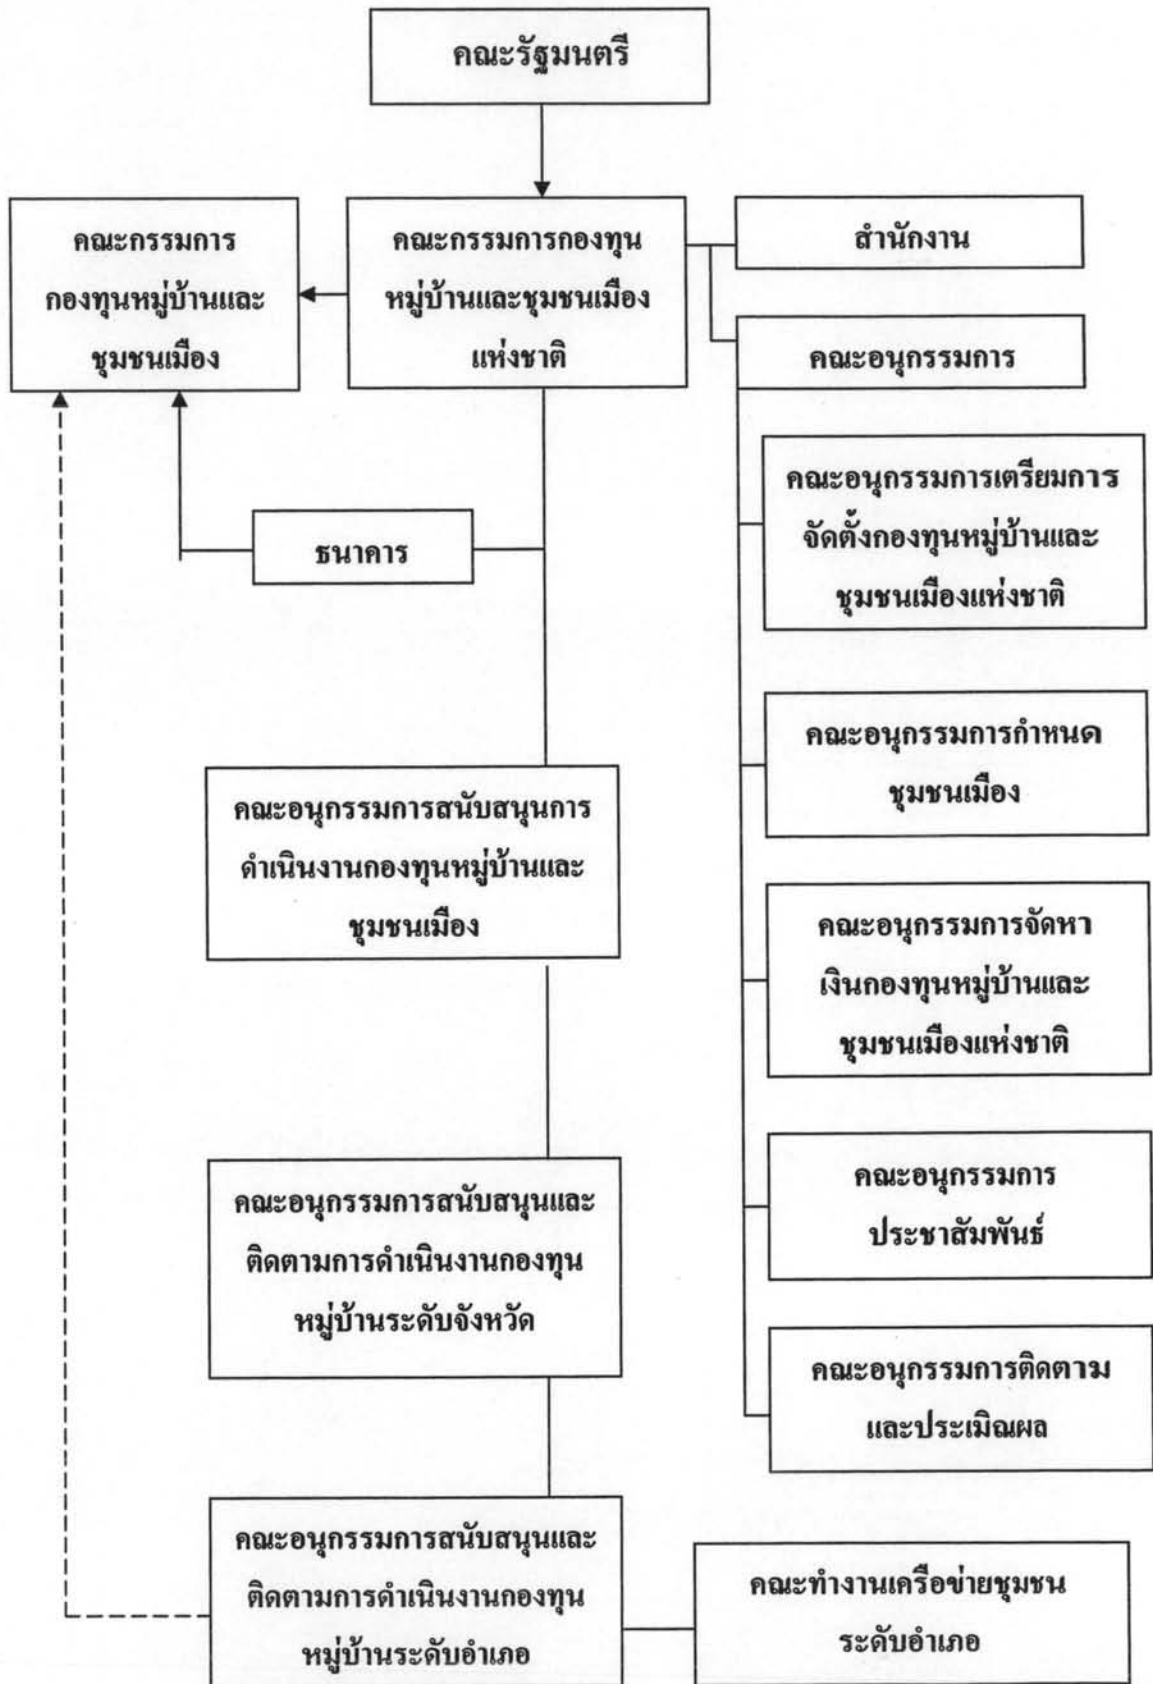 คณะรัฐมนตรี
คณะกรรมการ
กองทุนหมู่บ้านและ
ชุมชนเมือง
คณะกรรมการกองทุน
หมู่บ้านและชุมชนเมือง
แห่งชาติ
สำนักงาน
คณะอนุกรรมการ
คณะอนุกรรมการเตรียมการ
จัดตั้งกองทุนหมู่บ้านและ
ชุมชนเมืองแห่งชาติ
ธนาคาร
คณะอนุกรรมการกำหนด
ชุมชนเมือง
คณะอนุกรรมการสนับสนุนการ
ดำเนินงานกองทุนหมู่บ้านและ
ชุมชนเมือง
คณะอนุกรรมการจัดหา
เงินกองทุนหมู่บ้านและ
ชุมชนเมืองแห่งชาติ
คณะอนุกรรมการ
ประชาสัมพันธ์
คณะอนุกรรมการสนับสนุนและ
ติดตามการดำเนินงานกองทุน
หมู่บ้านระดับจังหวัด
คณะอนุกรรมการติดตาม
และประเมิณผล
คณะอนุกรรมการสนับสนุนและ
ติดตามการดำเนินงานกองทุน
หมู่บ้านระดับอำเภอ
คณะทำงานเครือข่ายชุมชน
ระดับอำเภอ